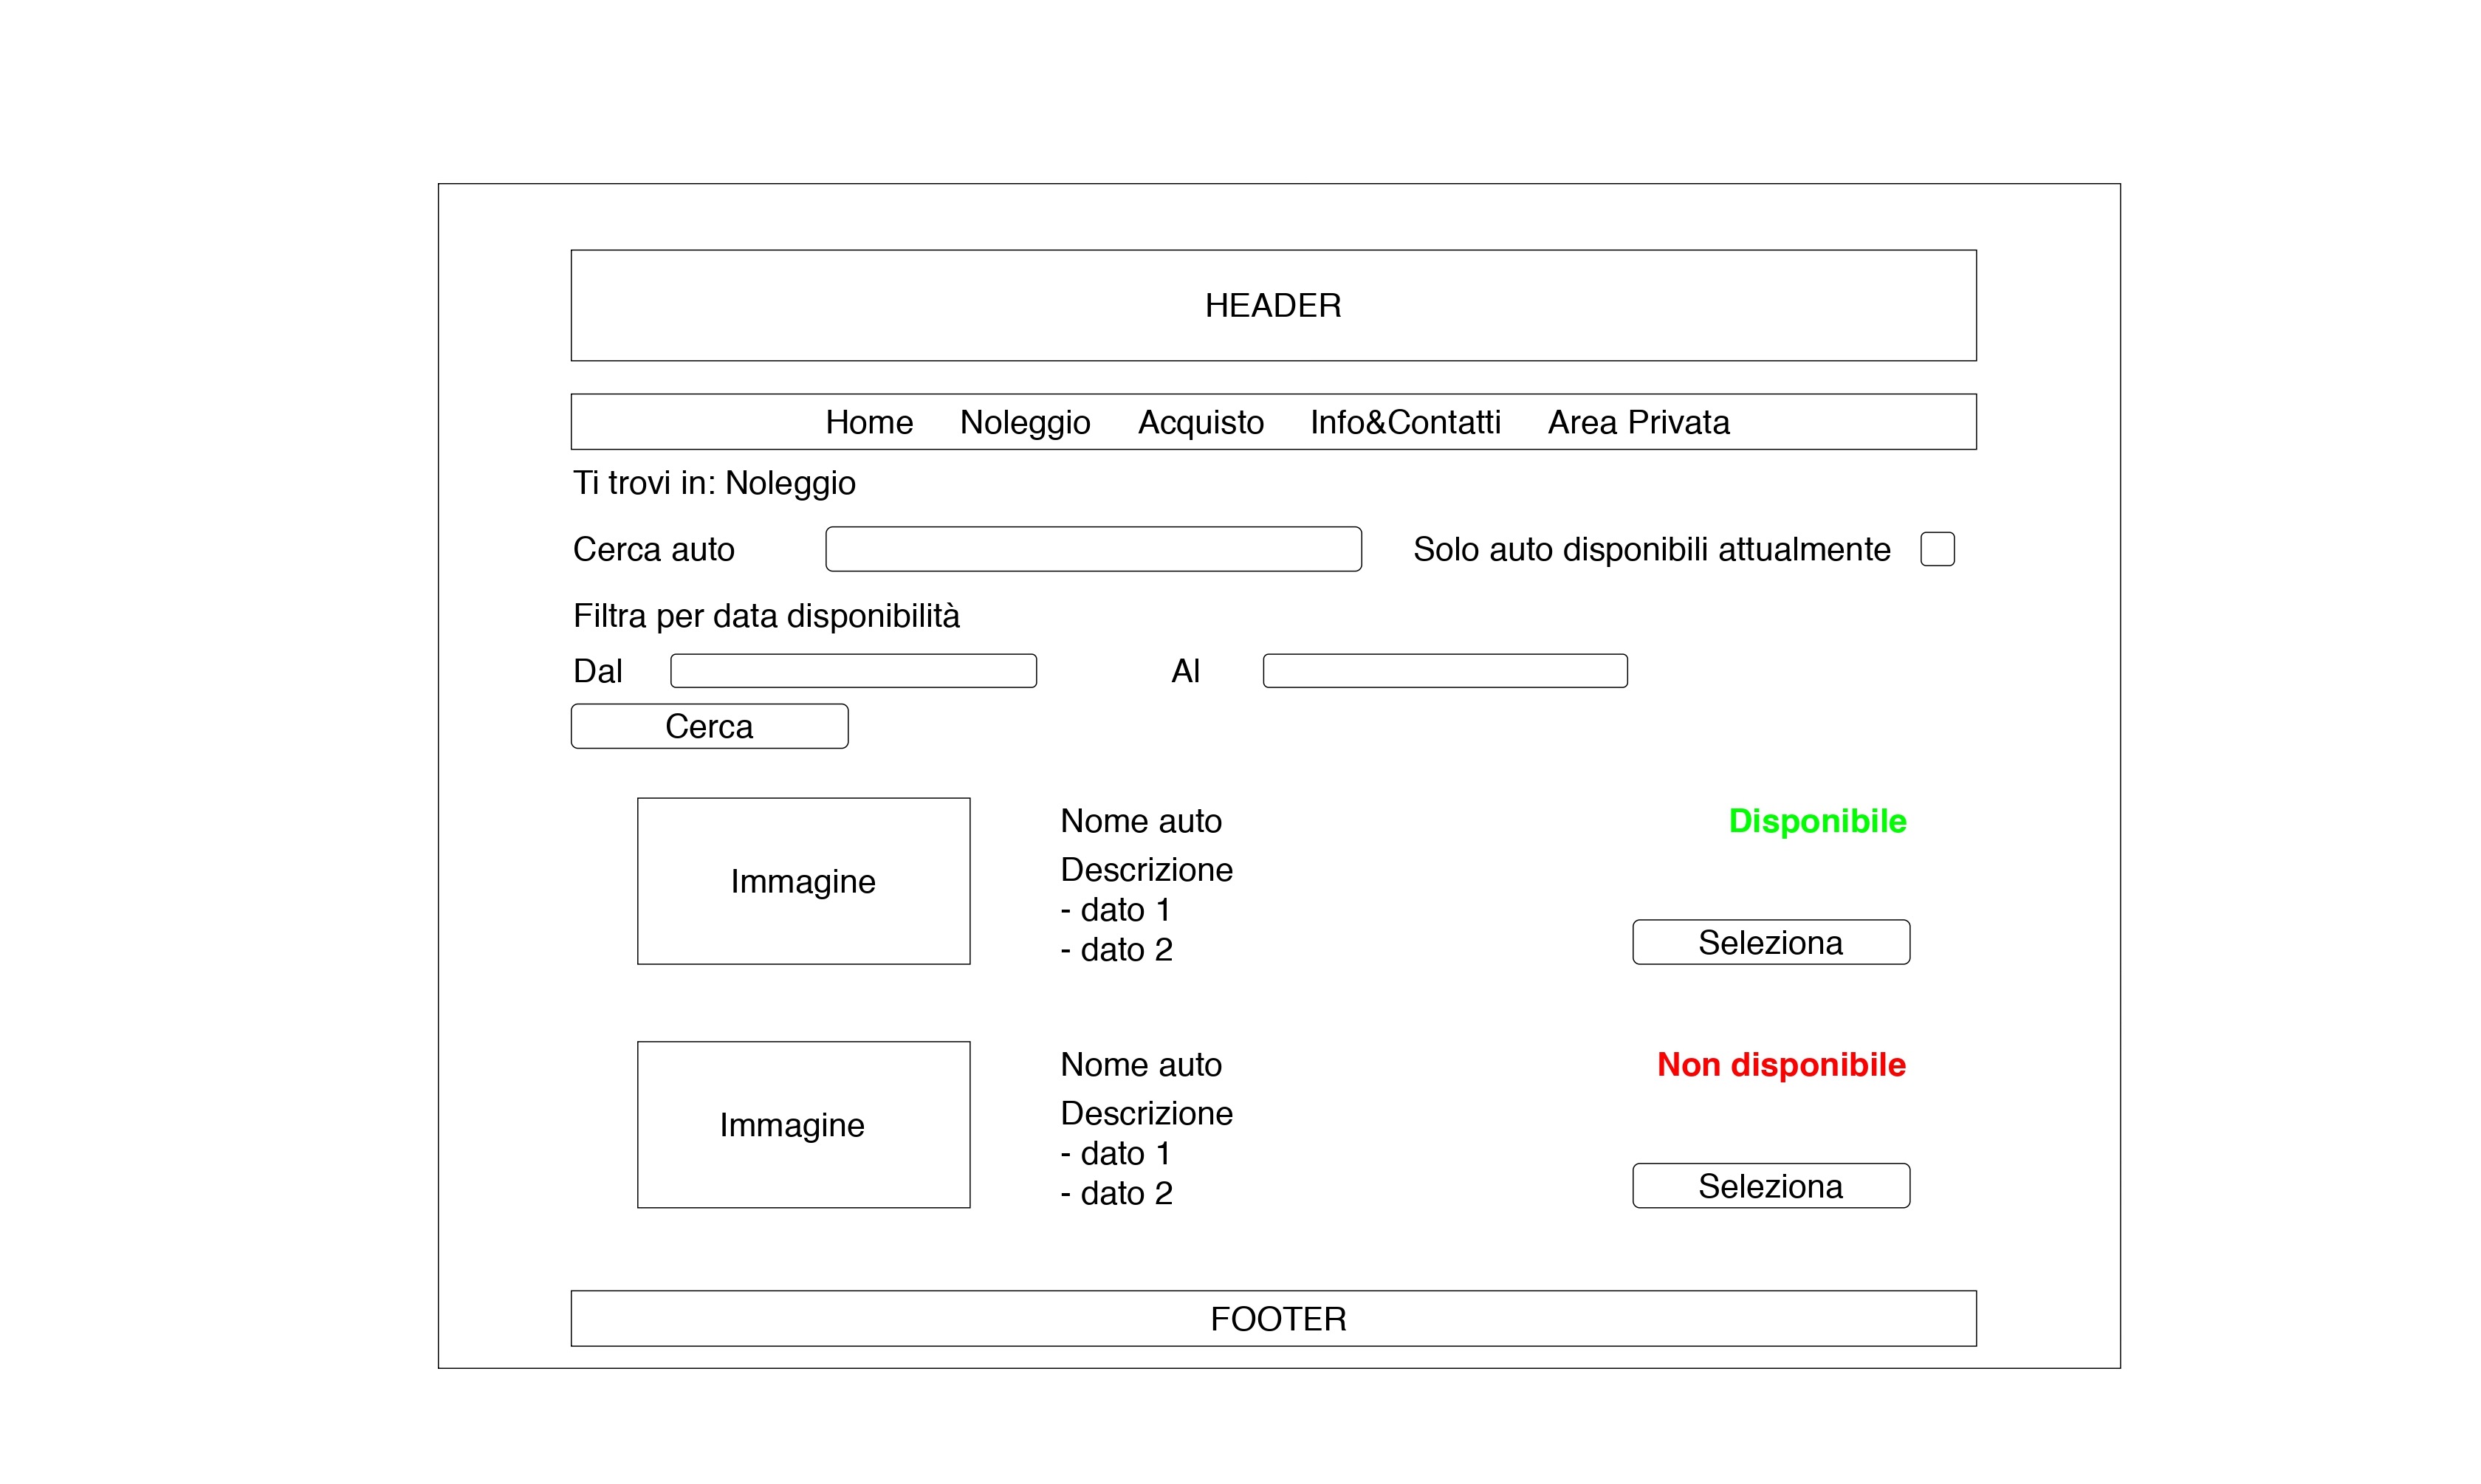 HEADER
Home Noleggio Acquisto Info&Contatti Area Privata
Ti trovi in: Noleggio
Cerca auto Solo auto disponibili attualmente
Filtra per data disponibilità
Dal Al
Cerca
Immagine
Nome auto
Descrizione
- dato 1
- dato 2
Disponibile
Seleziona
Immagine
Nome auto
Descrizione
- dato 1
- dato 2
Non disponibile
Seleziona
FOOTER